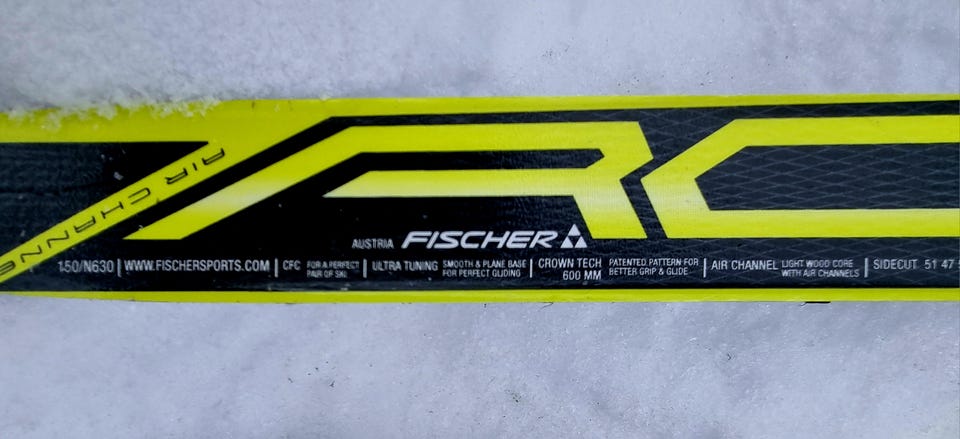 AIR CHANNE
RC
AUSTRIA FISCHER
150/N630 | WWW.FISCHERSPORTS.COM | CFC FOR A PERFECT PAIR OF SKI | ULTRA TUNING SMOOTH & PLANE BASE FOR PERFECT GLIDING | CROWN TECH 600 MM PATENTED PATTERN FOR BETTER GRIP & GLIDE | AIR CHANNEL LIGHT WOOD CORE WITH AIR CHANNELS | SIDECUT 51 47